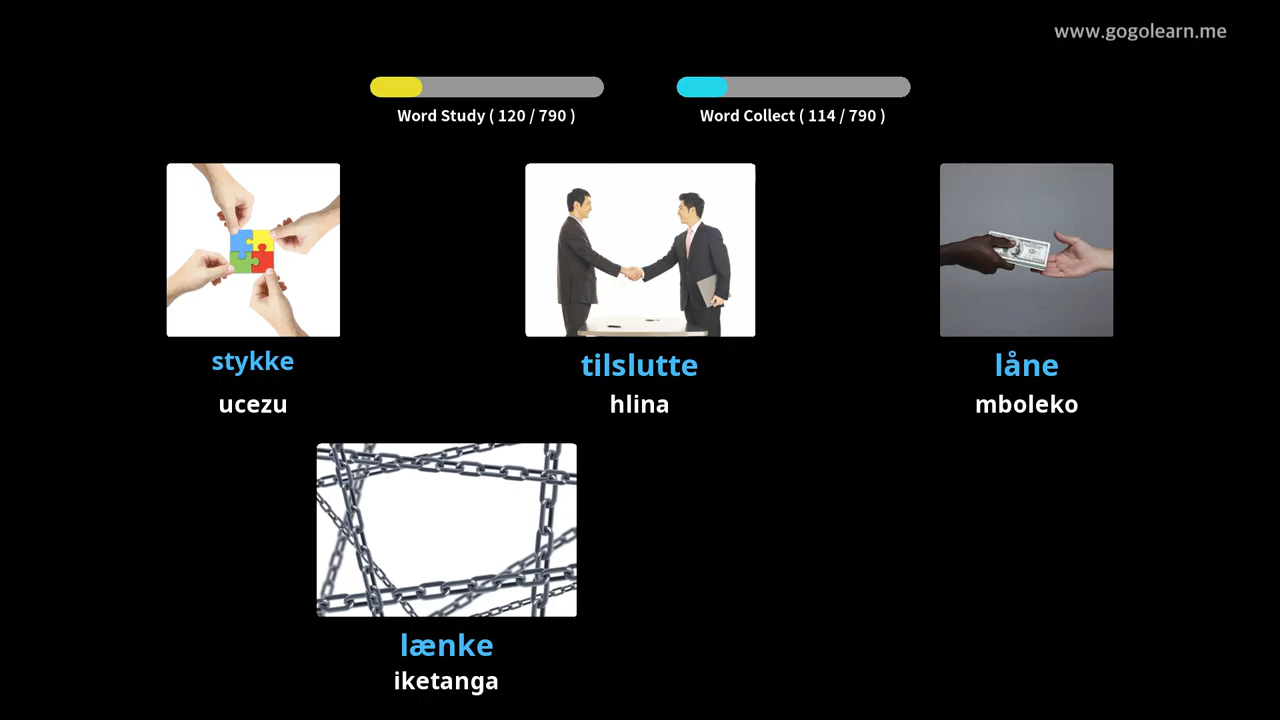 www.gogolearn.me
Word Study ( 120 / 790 )
Word Collect ( 114 / 790 )
stykke
ucezu
tilslutte
hlina
låne
mboleko
lænke
iketanga